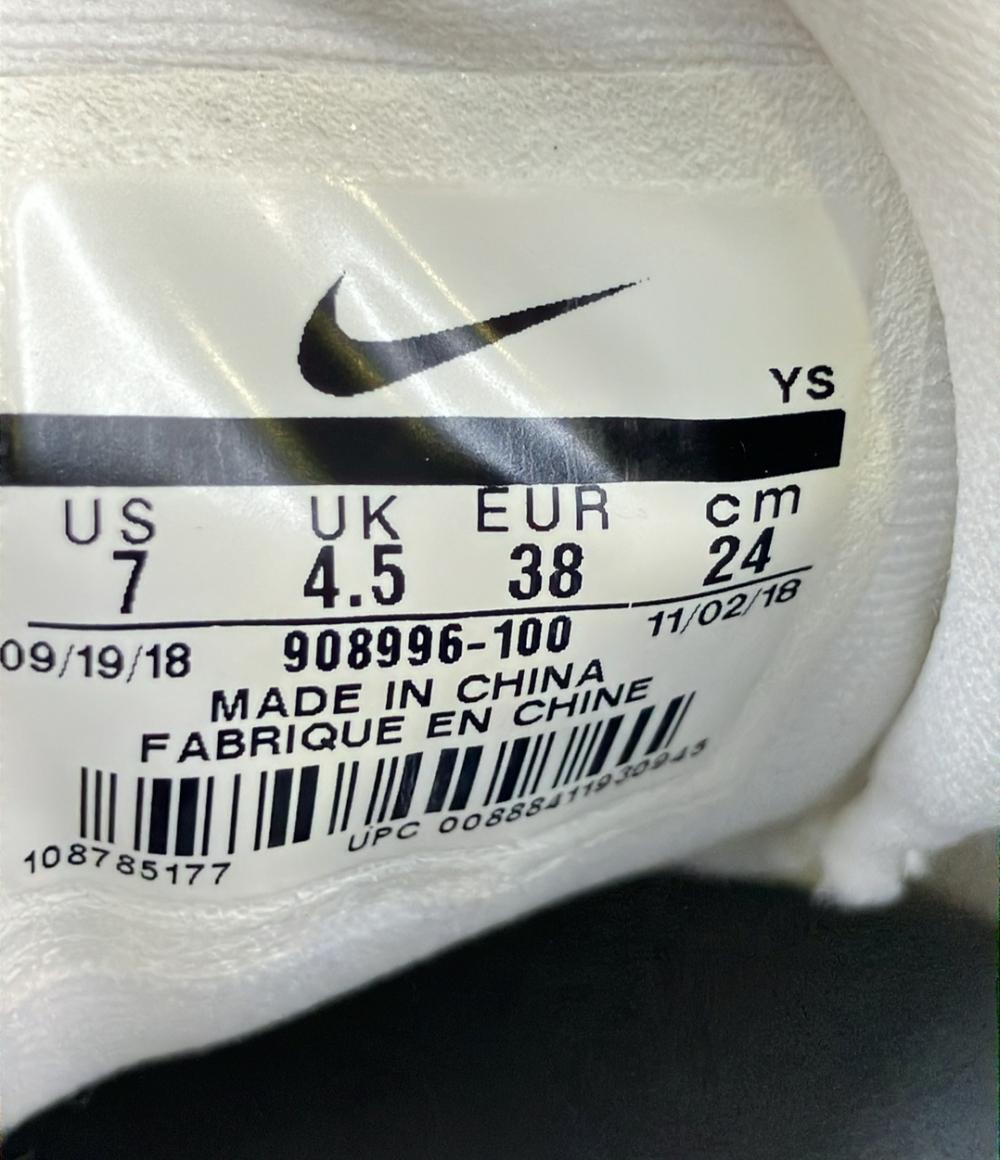 YS
US UK EUR cm
7 4.5 38 24
09/19/18 908996-100 11/02/18
MADE IN CHINA
FABRIQUE EN CHINE
108785177 UPC 00888411930945